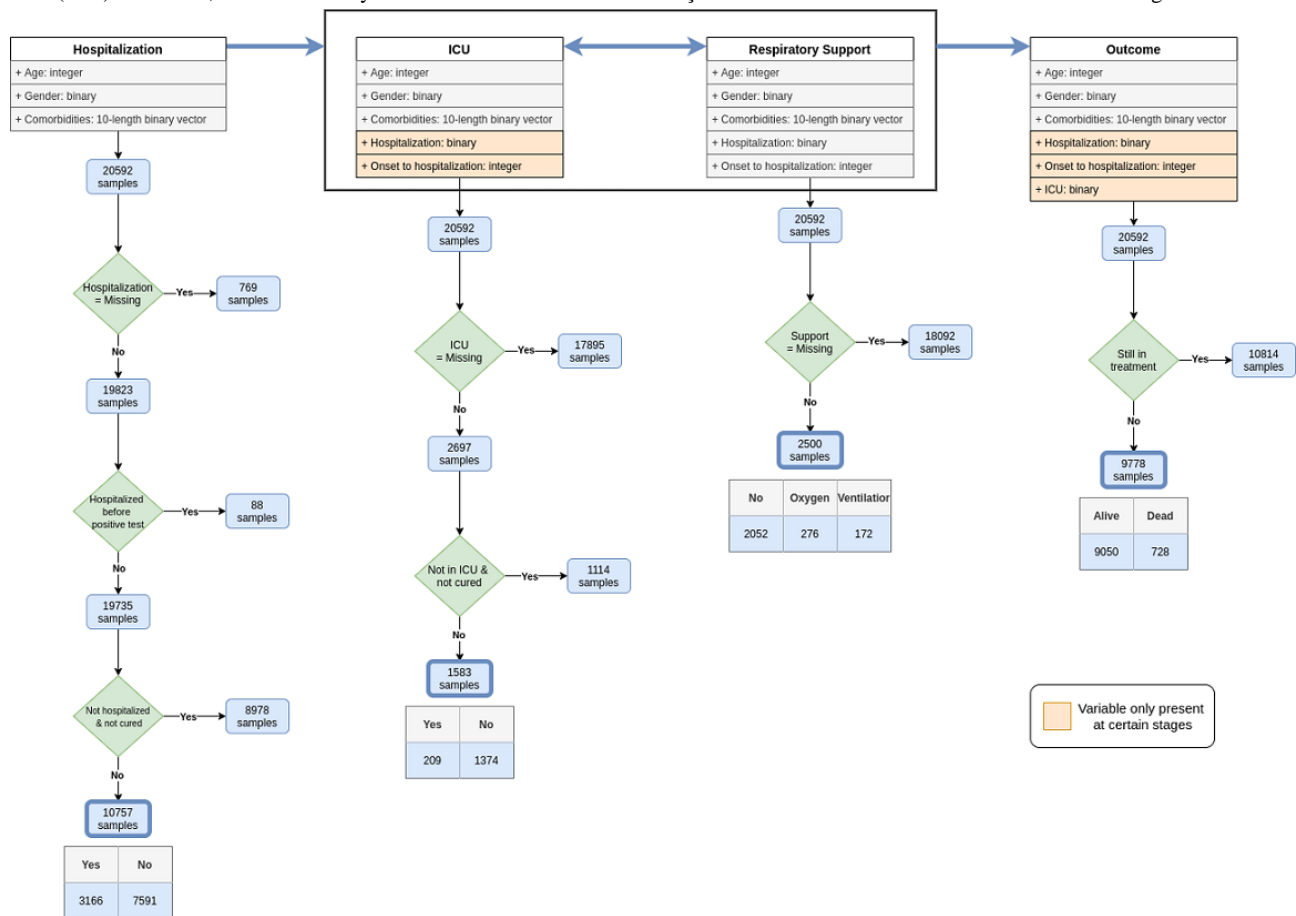 Hospitalization
+ Age: integer
+ Gender: binary
+ Comorbidities: 10-length binary vector
20592
samples
Hospitalization
= Missing
Yes
769
samples
No
19823
samples
Hospitalized
before
positive test
Yes
88
samples
No
19735
samples
Not hospitalized
& not cured
Yes
8978
samples
No
10757
samples
Yes No
3166 7591
ICU
+ Age: integer
+ Gender: binary
+ Comorbidities: 10-length binary vector
+ Hospitalization: binary
+ Onset to hospitalization: integer
20592
samples
ICU
= Missing
Yes
17895
samples
No
2697
samples
Not in ICU &
not cured
Yes
1114
samples
No
1583
samples
Yes No
209 1374
Respiratory Support
+ Age: integer
+ Gender: binary
+ Comorbidities: 10-length binary vector
+ Hospitalization: binary
+ Onset to hospitalization: integer
20592
samples
Support
= Missing
Yes
18092
samples
No
2500
samples
No Oxygen Ventilation
2052 276 172
Outcome
+ Age: integer
+ Gender: binary
+ Comorbidities: 10-length binary vector
+ Hospitalization: binary
+ Onset to hospitalization: integer
+ ICU: binary
20592
samples
Still in
treatment
Yes
10814
samples
No
9778
samples
Alive Dead
9050 728
Variable only present
at certain stages